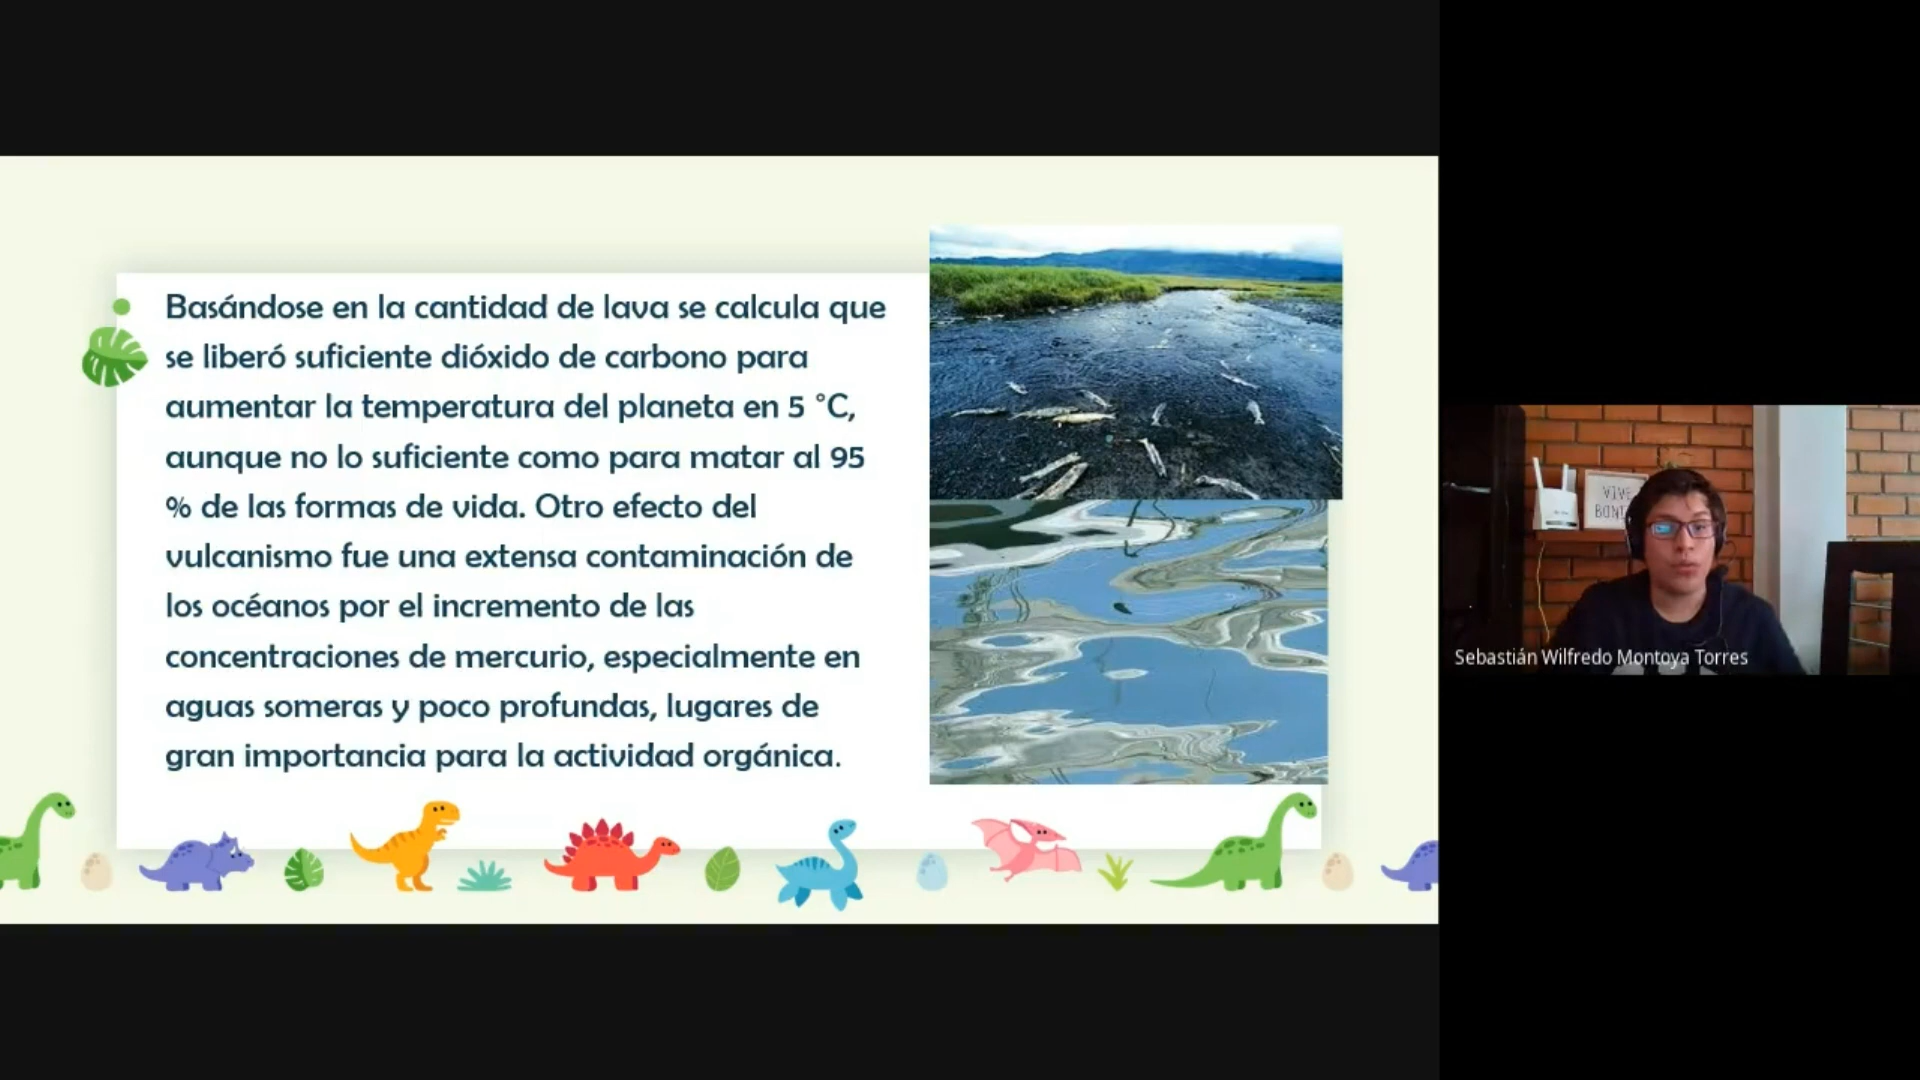 Basándose en la cantidad de lava se calcula que
se liberó suficiente dióxido de carbono para
aumentar la temperatura del planeta en 5 °C,
aunque no lo suficiente como para matar al 95
% de las formas de vida. Otro efecto del
vulcanismo fue una extensa contaminación de
los océanos por el incremento de las
concentraciones de mercurio, especialmente en
aguas someras y poco profundas, lugares de
gran importancia para la actividad orgánica.
VIVE
Sebastián Wilfredo Montoya Torres